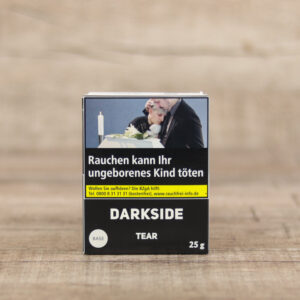 Rauchen kann Ihr
ungeborenes Kind töten
Wollen Sie aufhören? Die BZgA hilft:
Tel. 0800 8 31 31 31 (kostenfrei), www.rauchfrei-info.de
DARKSIDE
TEAR
BASE
25 g